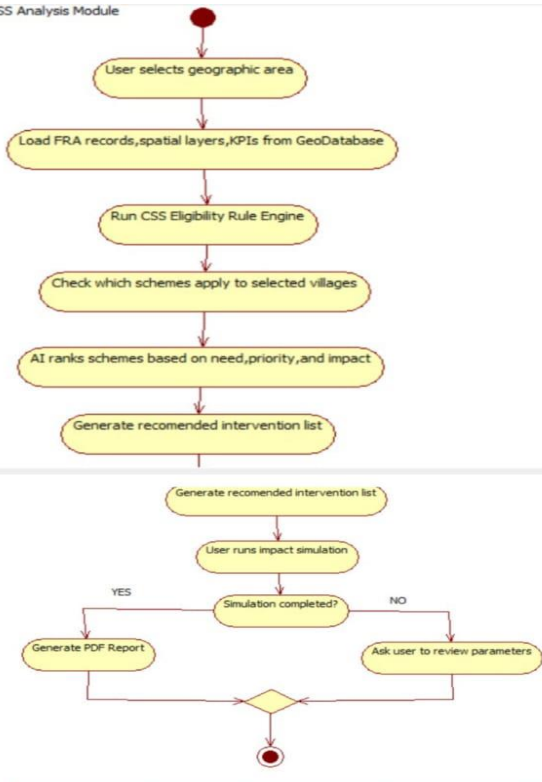 SS Analysis Module
User selects geographic area
Load FRA records,spatial layers,KPIs from GeoDatabase
Run CSS Eligibility Rule Engine
Check which schemes apply to selected villages
AI ranks schemes based on need,priority,and impact
Generate recomended intervention list
Generate recomended intervention list
User runs impact simulation
YES
Simulation completed?
NO
Generate PDF Report
Ask user to review parameters